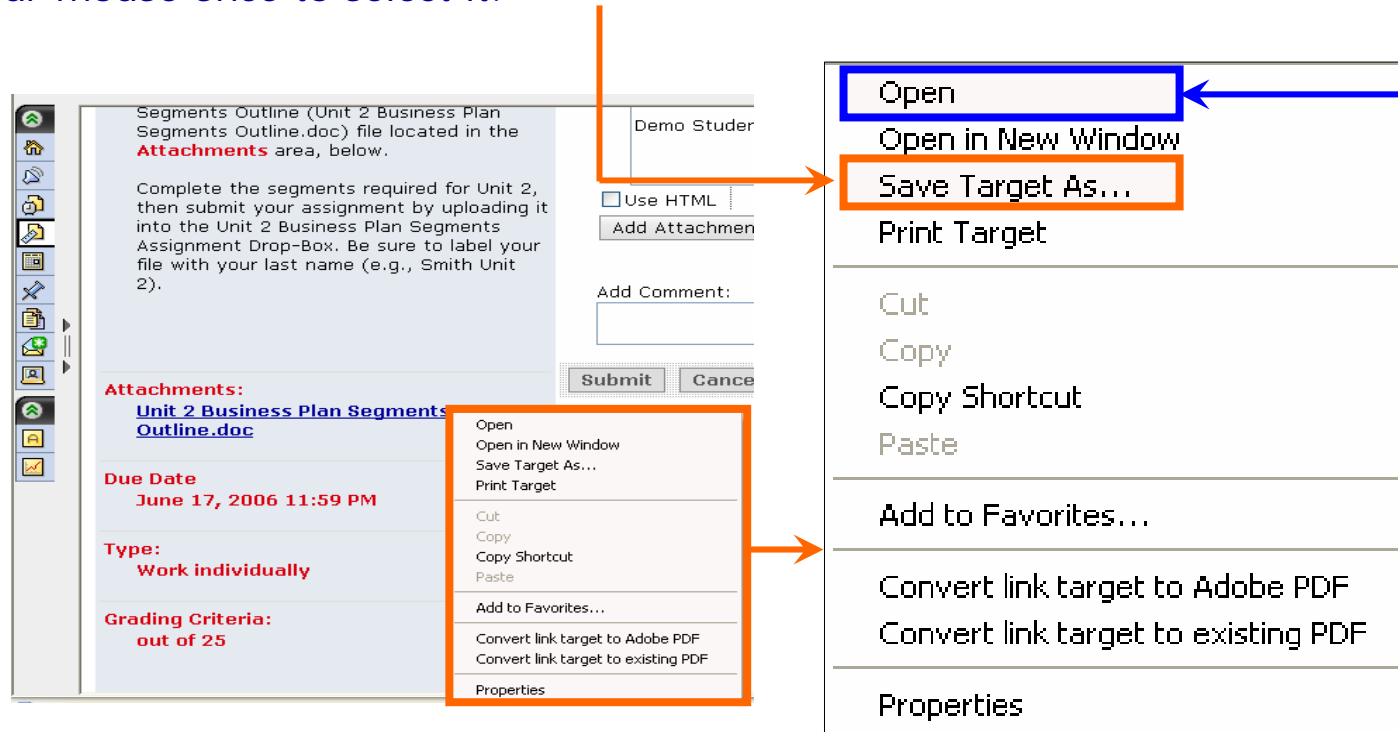 mouse once to select it.
Segments Outline (Unit 2 Business Plan
Segments Outline.doc) file located in the
Attachments area, below.
Complete the segments required for Unit 2,
then submit your assignment by uploading it
into the Unit 2 Business Plan Segments
Assignment Drop-Box. Be sure to label your
file with your last name (e.g., Smith Unit
2).
Attachments:
Unit 2 Business Plan Segments
Outline.doc
Due Date
June 17, 2006 11:59 PM
Type:
Work individually
Grading Criteria:
out of 25
Demo
Use HTML
Add
Add Comment:
Submit
Open
Open in New Window
Save Target As...
Print Target
Cut
Copy
Copy Shortcut
Paste
Add to Favorites...
Convert link target to Adobe PDF
Convert link target to existing PDF
Properties
Open
Open in New Window
Save Target As...
Print Target
Cut
Copy
Copy Shortcut
Paste
Add to Favorites...
Convert link target to Adobe PDF
Convert link target to existing PDF
Properties